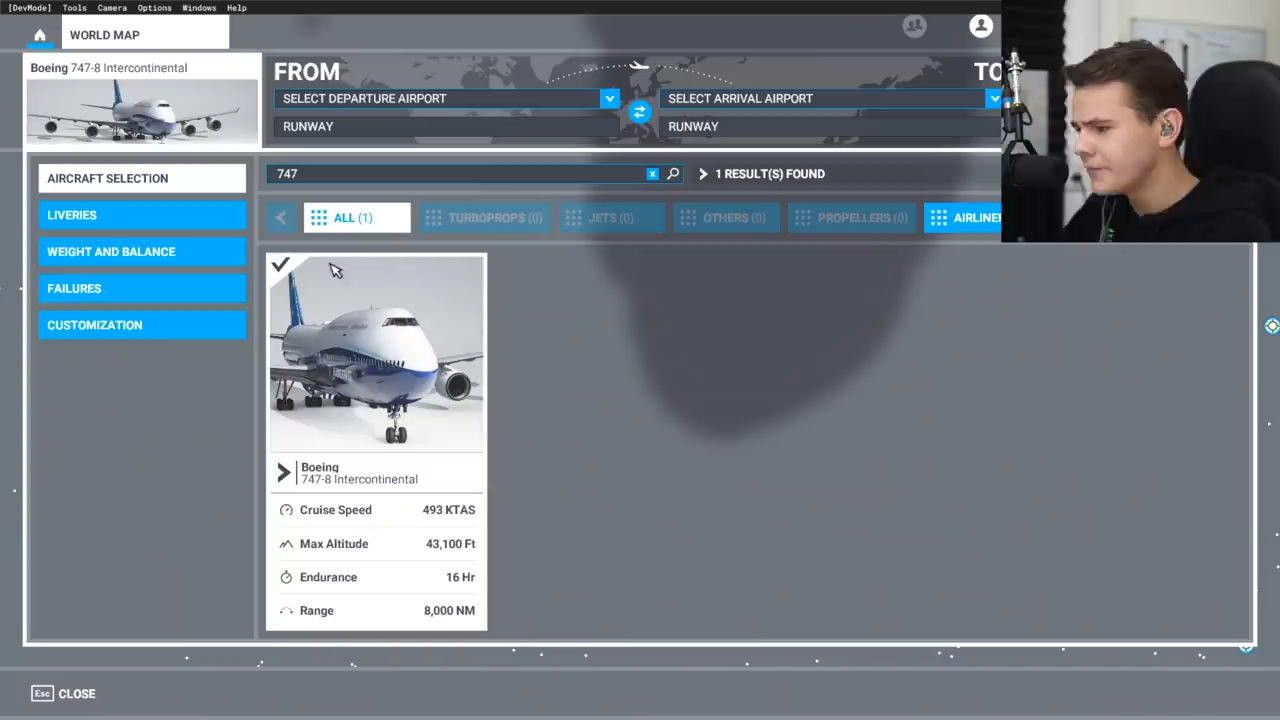 [DevMode] Tools Camera Options Windows Help
WORLD MAP
Boeing 747-8 Intercontinental
FROM
TO
SELECT DEPARTURE AIRPORT
SELECT ARRIVAL AIRPORT
RUNWAY
RUNWAY
AIRCRAFT SELECTION
LIVERIES
WEIGHT AND BALANCE
FAILURES
CUSTOMIZATION
747
x
1 RESULT(S) FOUND
ALL (1)
TURBOPROPS (0)
JETS (0)
OTHERS (0)
PROPELLERS (0)
AIRLINE
Boeing
747-8 Intercontinental
Cruise Speed 493 KTAS
Max Altitude 43,100 Ft
Endurance 16 Hr
Range 8,000 NM
Esc CLOSE